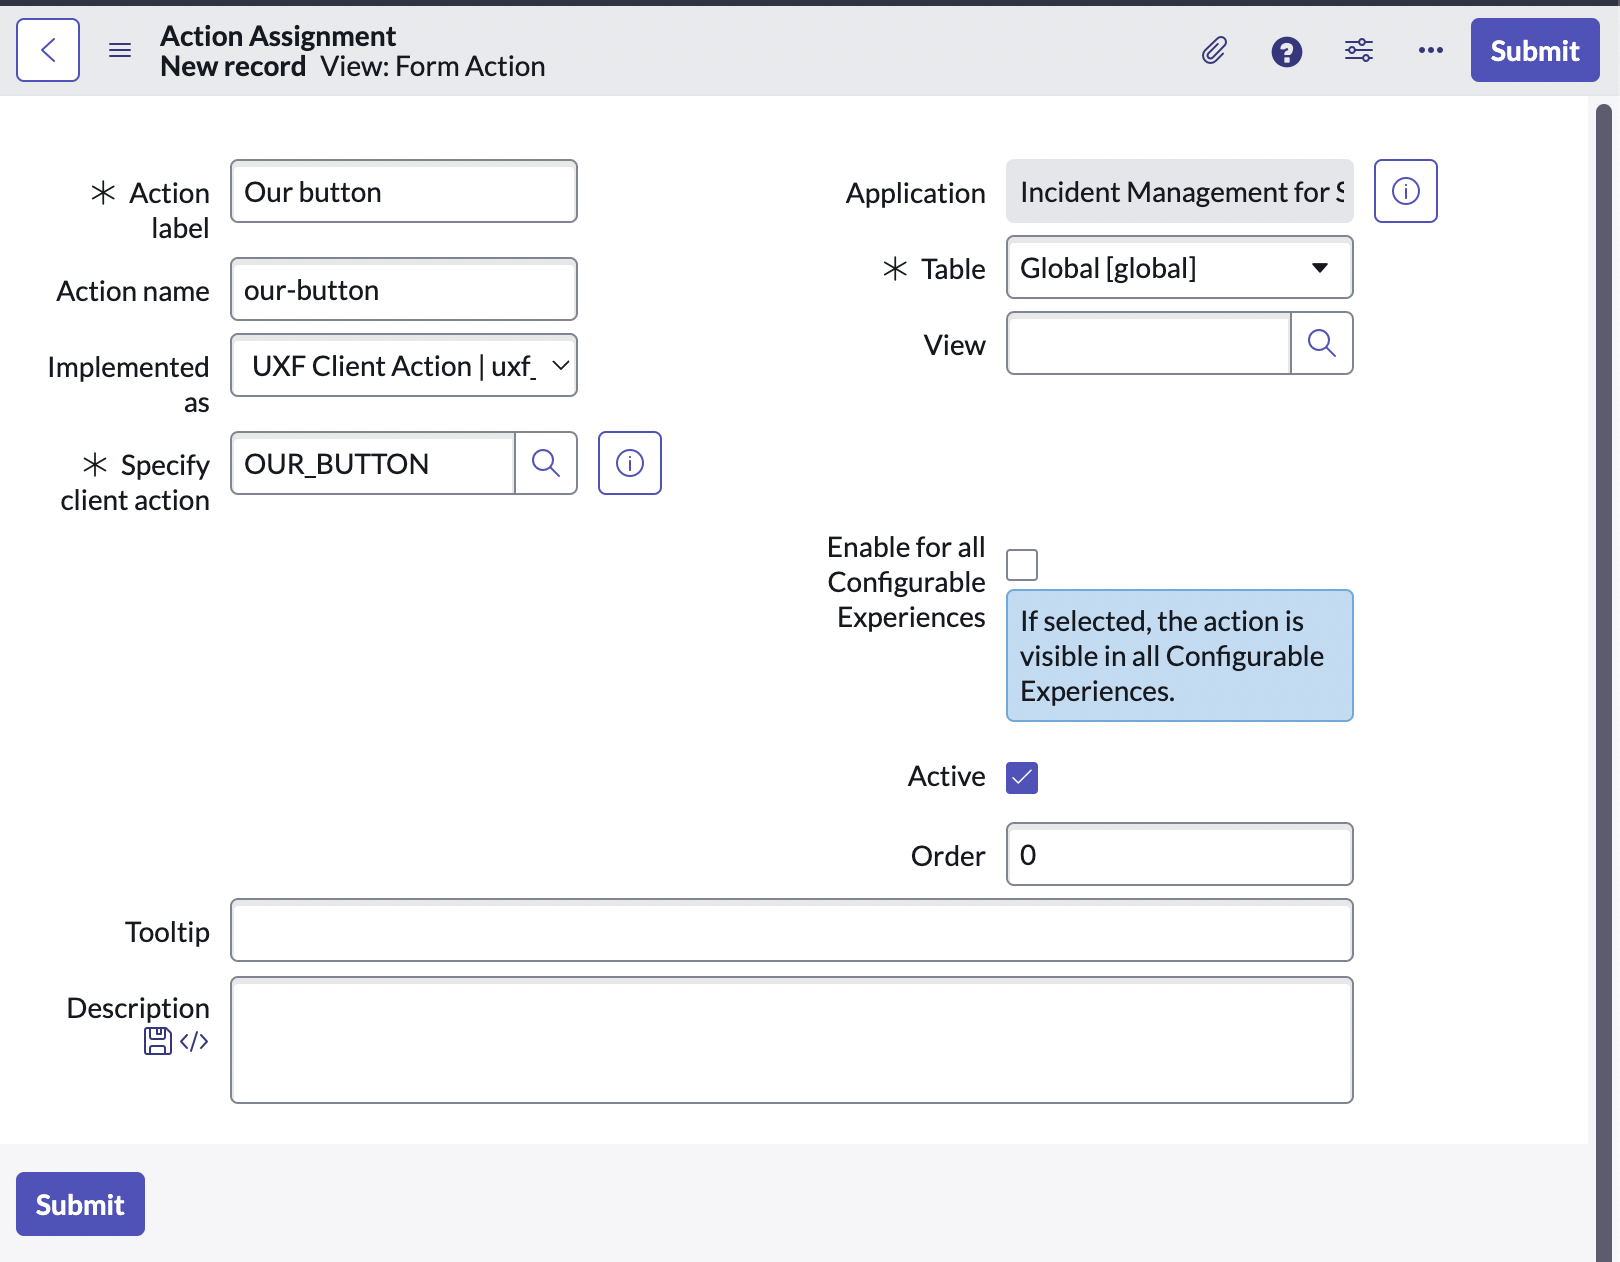 Action Assignment
New record View: Form Action
Submit
Action label
Our button
Application
Incident Management for S
Action name
our-button
Table
Global [global]
Implemented as
UXF Client Action | uxf_
View
Specify client action
OUR_BUTTON
Enable for all
Configurable
Experiences
If selected, the action is
visible in all Configurable
Experiences.
Active
Order
0
Tooltip
Description
Submit